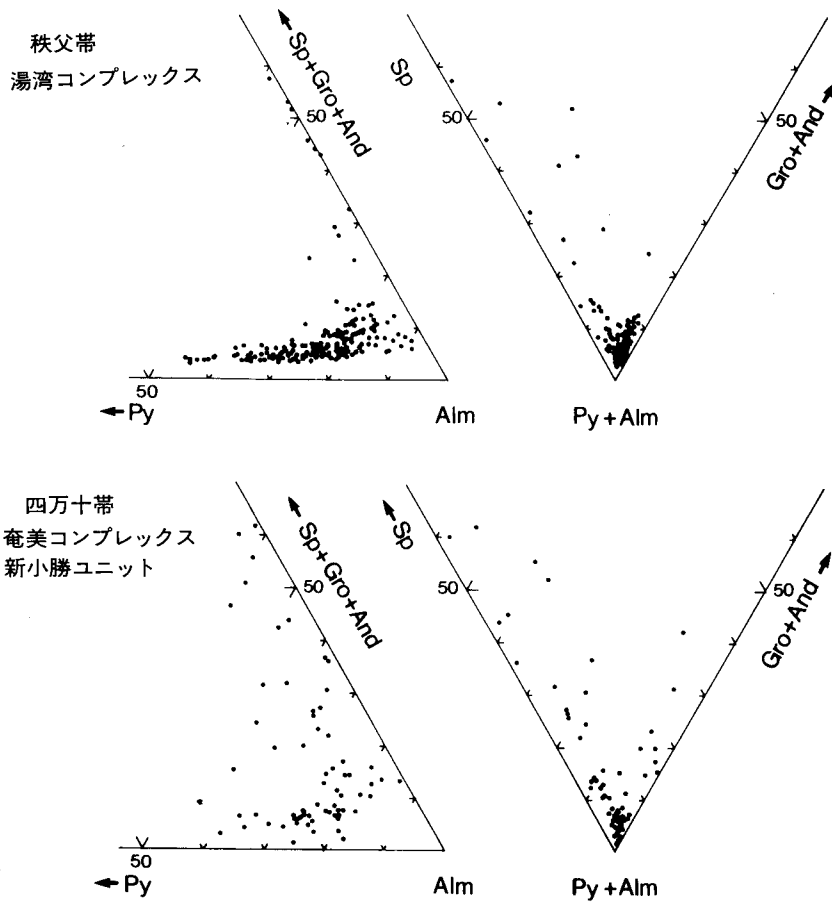 秩父帯
湯湾コンプレックス
Sp+Gro+And
50
50
Py
Alm
Sp
50
50
Gro+And
Py+Alm
四万十帯
奄美コンプレックス
新小勝ユニット
Sp+Gro+And
50
50
Py
Alm
Sp
50
50
Gro+And
Py+Alm